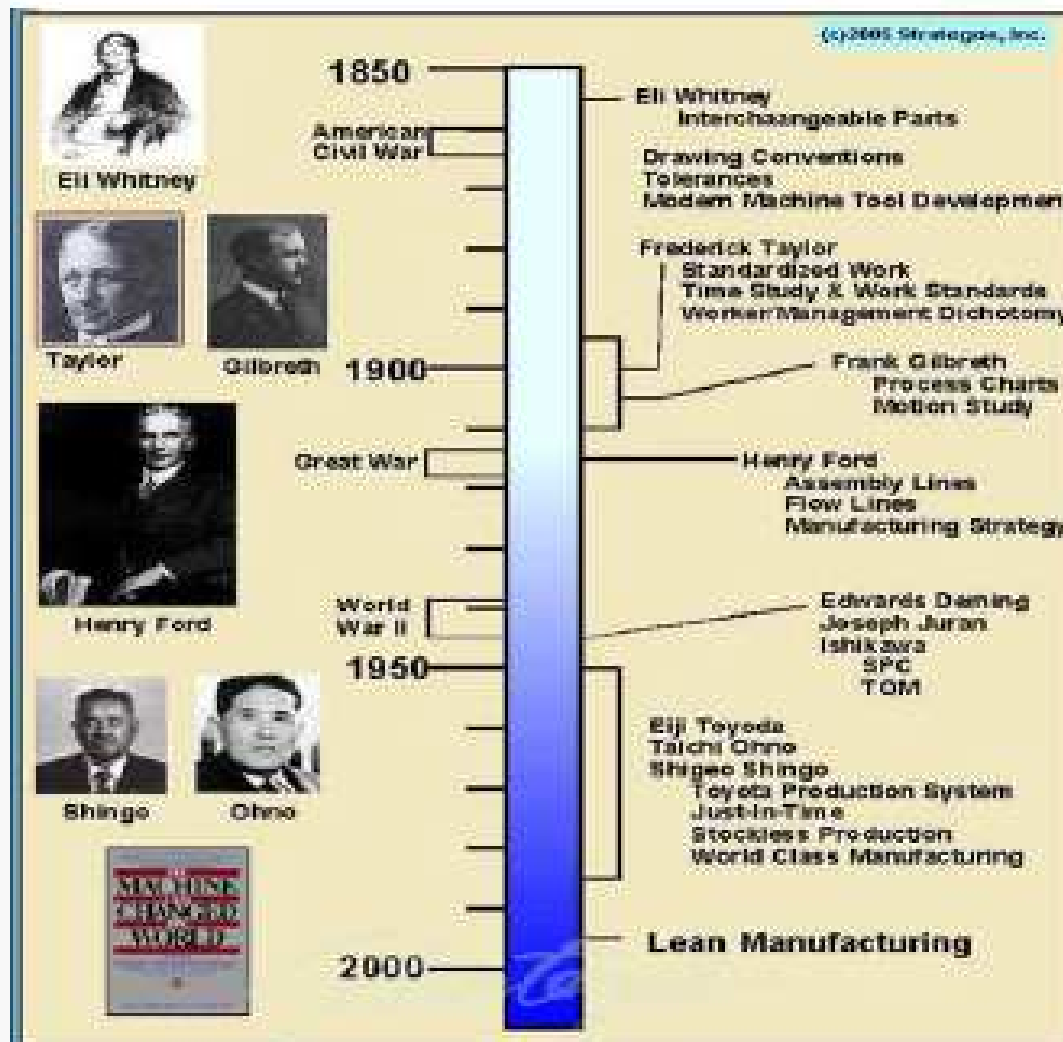 (c)2005 Strategos, Inc.
1850
Eli Whitney
Interchaangeable Parts
American
Civil War
Drawing Conventions
Tolerances
Modern Machine Tool Developmen
Eli Whitney
Frederick Taylor
Standardized Work
Time Study & Work Standards
Worker/Management Dichotomy
Taylor
Gilbreth
1900
Frank Gilbreth
Process Charts
Motion Study
Great War
Henry Ford
Assembly Lines
Flow Lines
Manufacturing Strategy
World
War II
Henry Ford
Edwards Deming
Joseph Juran
Ishikawa
SPC
TQM
1950
Eiji Toyoda
Taichi Ohno
Shigeo Shingo
Toyota Production System
Just-In-Time
Stockless Production
World Class Manufacturing
Shingo
Ohno
MACHINE
CHANGED
WORLD
Lean Manufacturing
2000